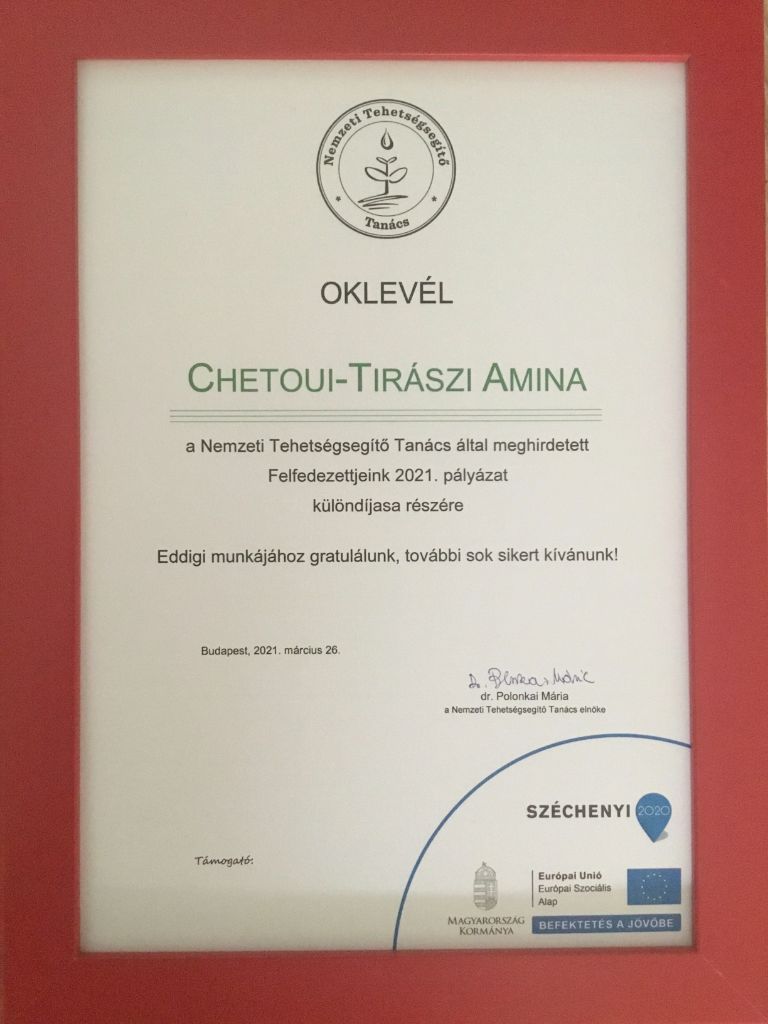 Nemzeti Tehetségsegítő
Tanács
OKLEVÉL
CHETOUI-TIRÁSZI AMINA
a Nemzeti Tehetségsegítő Tanács által meghirdetett
Felfedezettjeink 2021. pályázat
különdíjasa részére
Eddigi munkájához gratulálunk, további sok sikert kívánunk!
Budapest, 2021. március 26.
dr. Polonkai Mária
a Nemzeti Tehetségsegítő Tanács elnöke
SZÉCHENYI 2020
Támogató:
MAGYARORSZÁG
KORMÁNYA
Európai Unió
Európai Szociális
Alap
BEFEKTETÉS A JÖVŐBE